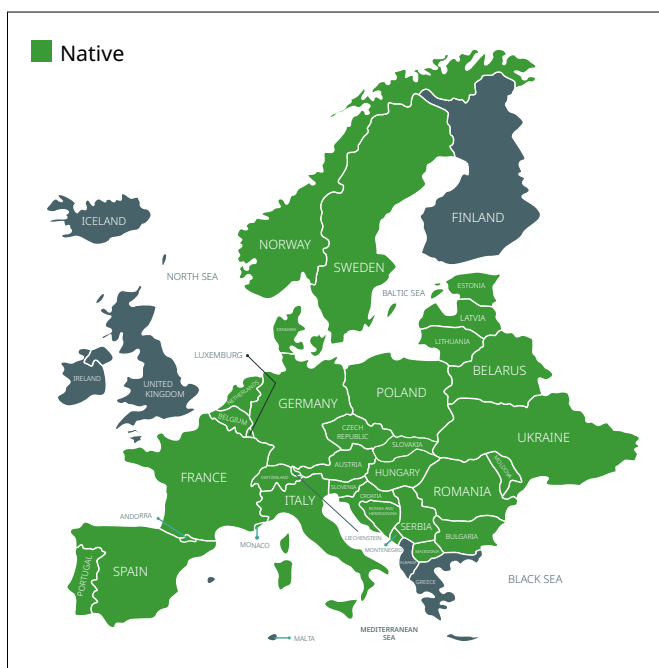 Native
ICELAND
FINLAND
NORWAY
SWEDEN
NORTH SEA
BALTIC SEA
ESTONIA
LATVIA
LITHUANIA
DENMARK
LUXEMBURG
BELARUS
IRELAND
UNITED
KINGDOM
NETHERLANDS
BELGIUM
GERMANY
POLAND
CZECH
REPUBLIC
SLOVAKIA
UKRAINE
FRANCE
SWITZERLAND
AUSTRIA
HUNGARY
MOLDOVA
SLOVENIA
CROATIA
ROMANIA
ITALY
BOSNIA AND
HERZEGOVINA
SERBIA
ANDORRA
MONACO
LIECHENSTEIN
MONTENEGRO
BULGARIA
MACEDONIA
ALBANIA
GREECE
PORTUGAL
SPAIN
BLACK SEA
MALTA
MEDITERRANEAN
SEA